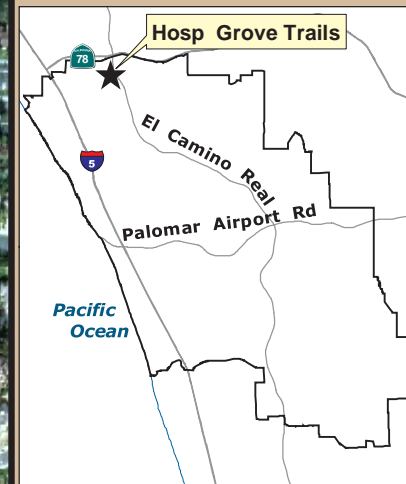 Hosp Grove Trails
78
El Camino Real
5
Palomar Airport Rd
Pacific
Ocean